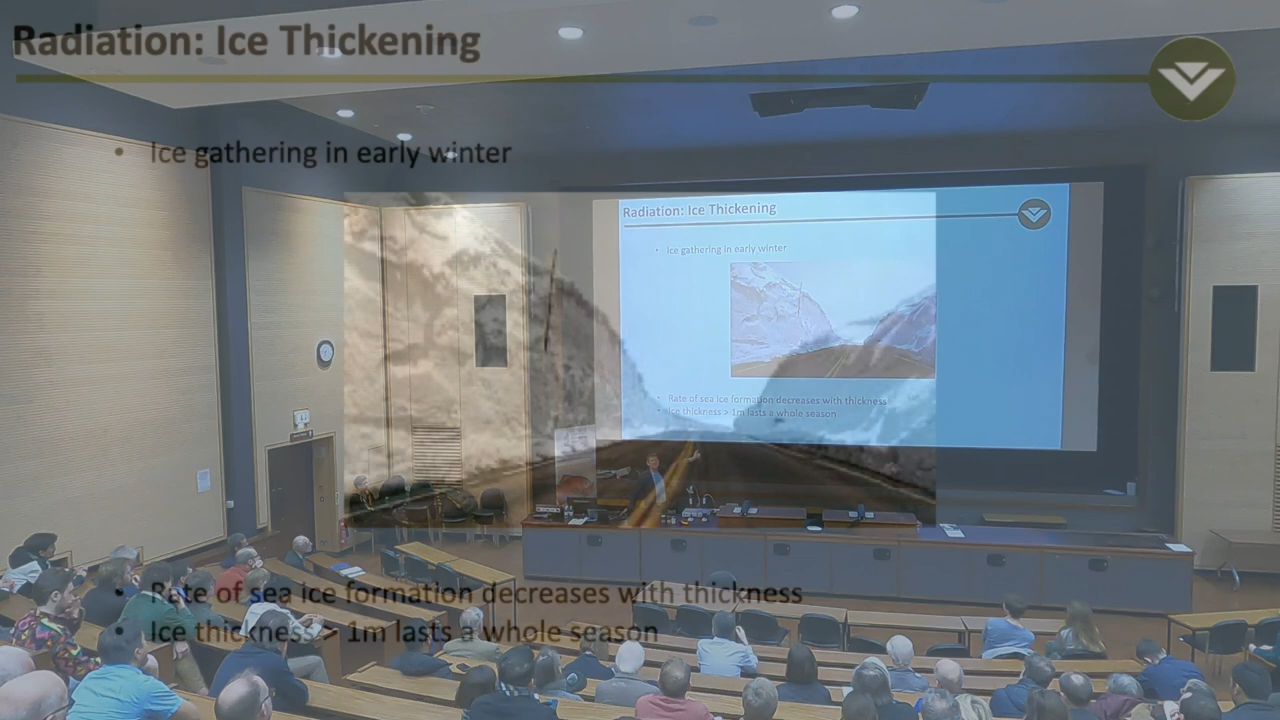 Radiation: Ice Thickening
• Ice gathering in early winter
Radiation: Ice Thickening
• Ice gathering in early winter
• Rate of sea ice formation decreases with thickness
• Ice thickness > 1m lasts a whole season
• Rate of sea ice formation decreases with thickness
• Ice thickness > 1m lasts a whole season